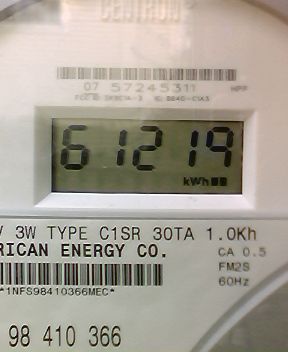 CENTRON
07 57245311
61219
kWh
V 3W TYPE C1SR 30TA 1.0Kh
RICAN ENERGY CO.
CA 0.5
FM2S
*1NFS98410366MEC*
60Hz
98 410 366